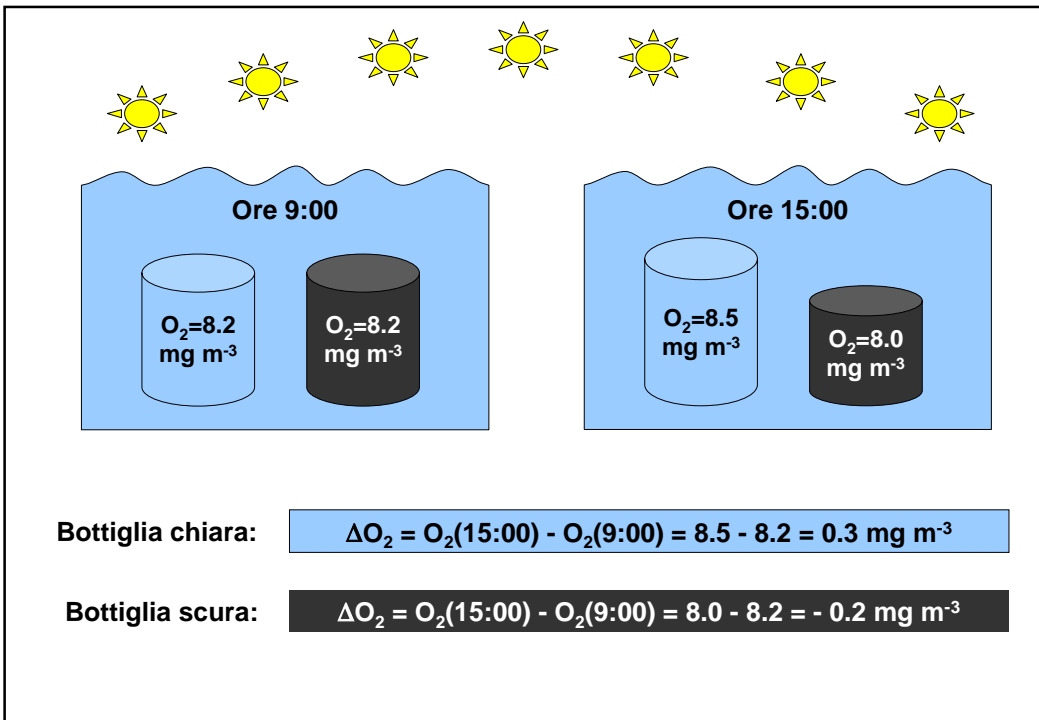 Ore 9:00
O₂=8.2
mg m⁻³
O₂=8.2
mg m⁻³
Ore 15:00
O₂=8.5
mg m⁻³
O₂=8.0
mg m⁻³
Bottiglia chiara:
ΔO₂ = O₂(15:00) - O₂(9:00) = 8.5 - 8.2 = 0.3 mg m⁻³
Bottiglia scura:
ΔO₂ = O₂(15:00) - O₂(9:00) = 8.0 - 8.2 = - 0.2 mg m⁻³